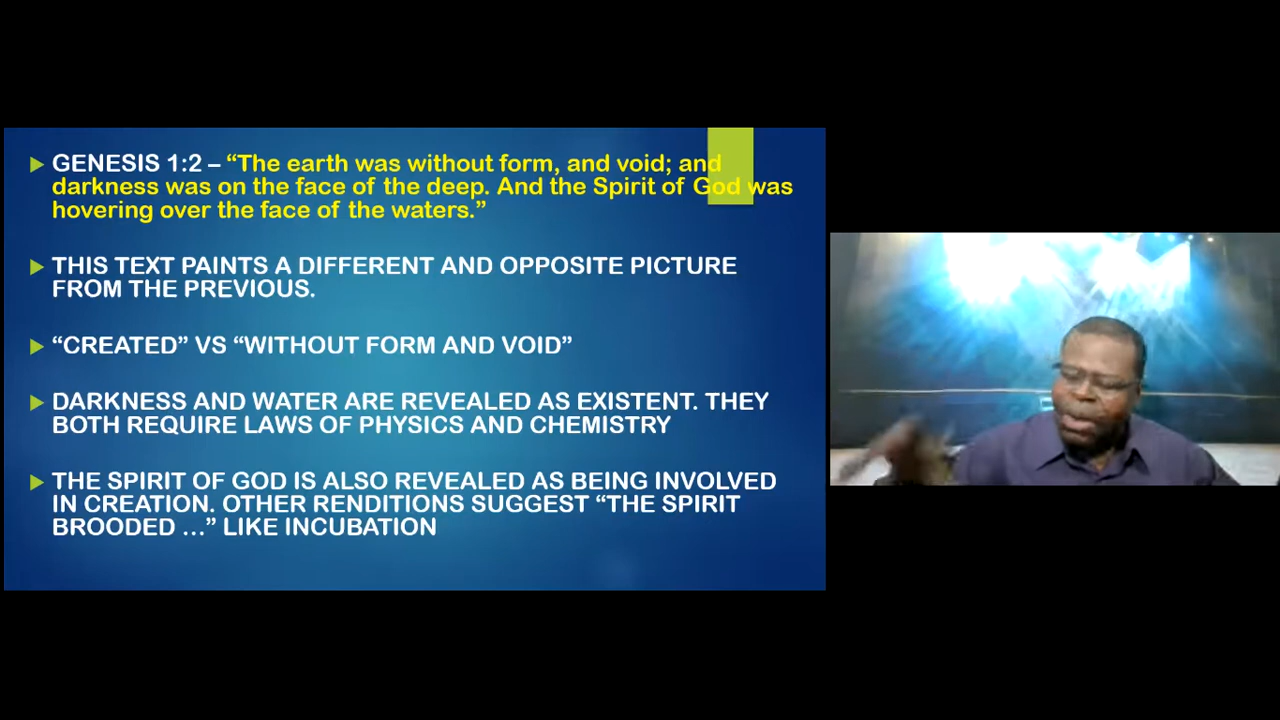 GENESIS 1:2 – “The earth was without form, and void; and
darkness was on the face of the deep. And the Spirit of God was
hovering over the face of the waters.”
THIS TEXT PAINTS A DIFFERENT AND OPPOSITE PICTURE
FROM THE PREVIOUS.
“CREATED” VS “WITHOUT FORM AND VOID”
DARKNESS AND WATER ARE REVEALED AS EXISTENT. THEY
BOTH REQUIRE LAWS OF PHYSICS AND CHEMISTRY
THE SPIRIT OF GOD IS ALSO REVEALED AS BEING INVOLVED
IN CREATION. OTHER RENDITIONS SUGGEST “THE SPIRIT
BROODED …” LIKE INCUBATION